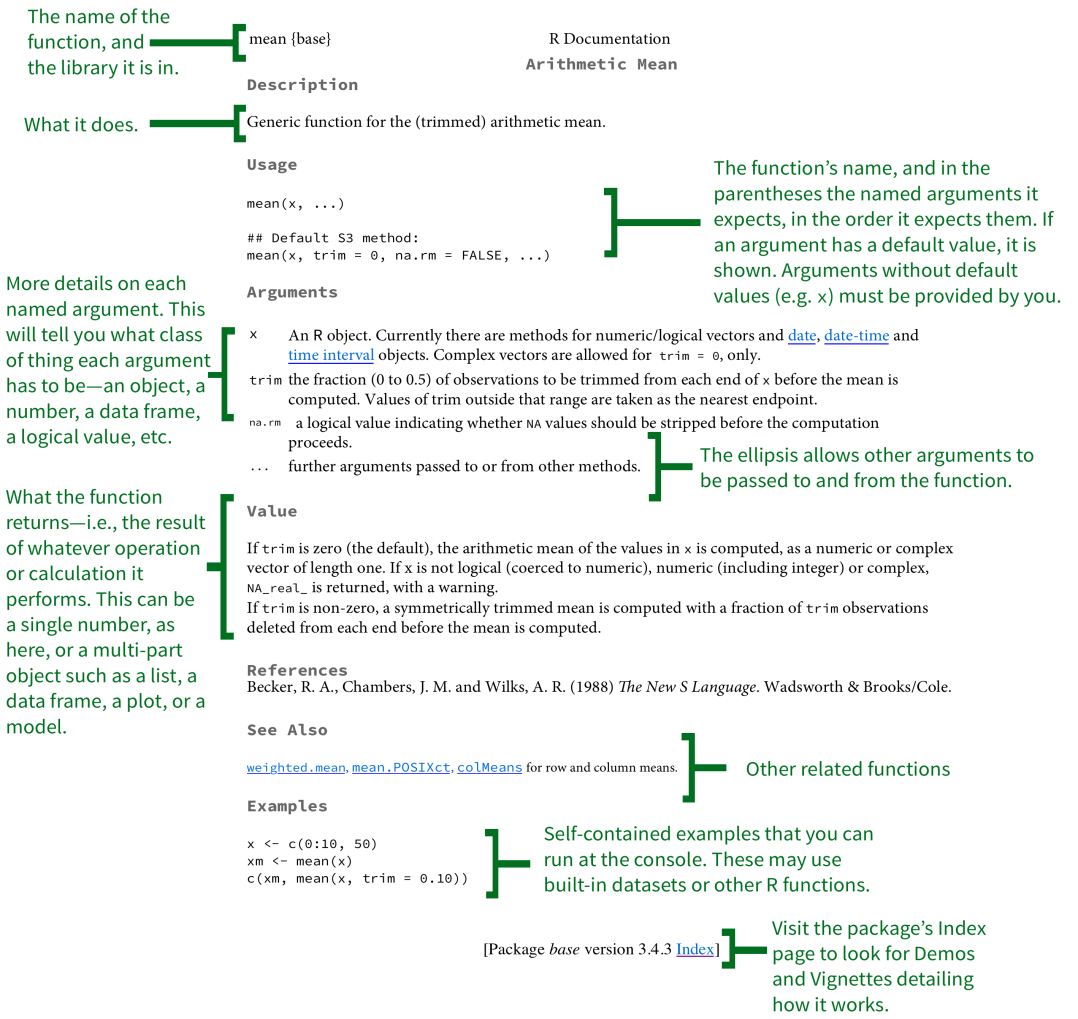 The name of the
function, and
the library it is in.
mean {base}
R Documentation
Arithmetic Mean
Description
What it does.
Generic function for the (trimmed) arithmetic mean.
Usage
mean(x, ...)
## Default S3 method:
mean(x, trim = 0, na.rm = FALSE, ...)
The function’s name, and in the
parentheses the named arguments it
expects, in the order it expects them. If
an argument has a default value, it is
shown. Arguments without default
values (e.g. x) must be provided by you.
More details on each
named argument. This
will tell you what class
of thing each argument
has to be—an object, a
number, a data frame,
a logical value, etc.
Arguments
x An R object. Currently there are methods for numeric/logical vectors and date, date-time and
time interval objects. Complex vectors are allowed for trim = 0, only.
trim the fraction (0 to 0.5) of observations to be trimmed from each end of x before the mean is
computed. Values of trim outside that range are taken as the nearest endpoint.
na.rm a logical value indicating whether NA values should be stripped before the computation
proceeds.
... further arguments passed to or from other methods.
The ellipsis allows other arguments to
be passed to and from the function.
What the function
returns—i.e., the result
of whatever operation
or calculation it
performs. This can be
a single number, as
here, or a multi-part
object such as a list, a
data frame, a plot, or a
model.
Value
If trim is zero (the default), the arithmetic mean of the values in x is computed, as a numeric or complex
vector of length one. If x is not logical (coerced to numeric), numeric (including integer) or complex,
NA_real_ is returned, with a warning.
If trim is non-zero, a symmetrically trimmed mean is computed with a fraction of trim observations
deleted from each end before the mean is computed.
References
Becker, R. A., Chambers, J. M. and Wilks, A. R. (1988) The New S Language. Wadsworth & Brooks/Cole.
See Also
weighted.mean, mean.POSIXct, colMeans for row and column means.
Other related functions
Examples
x <- c(0:10, 50)
xm <- mean(x)
c(xm, mean(x, trim = 0.10))
Self-contained examples that you can
run at the console. These may use
built-in datasets or other R functions.
[Package base version 3.4.3 Index]
Visit the package’s Index
page to look for Demos
and Vignettes detailing
how it works.